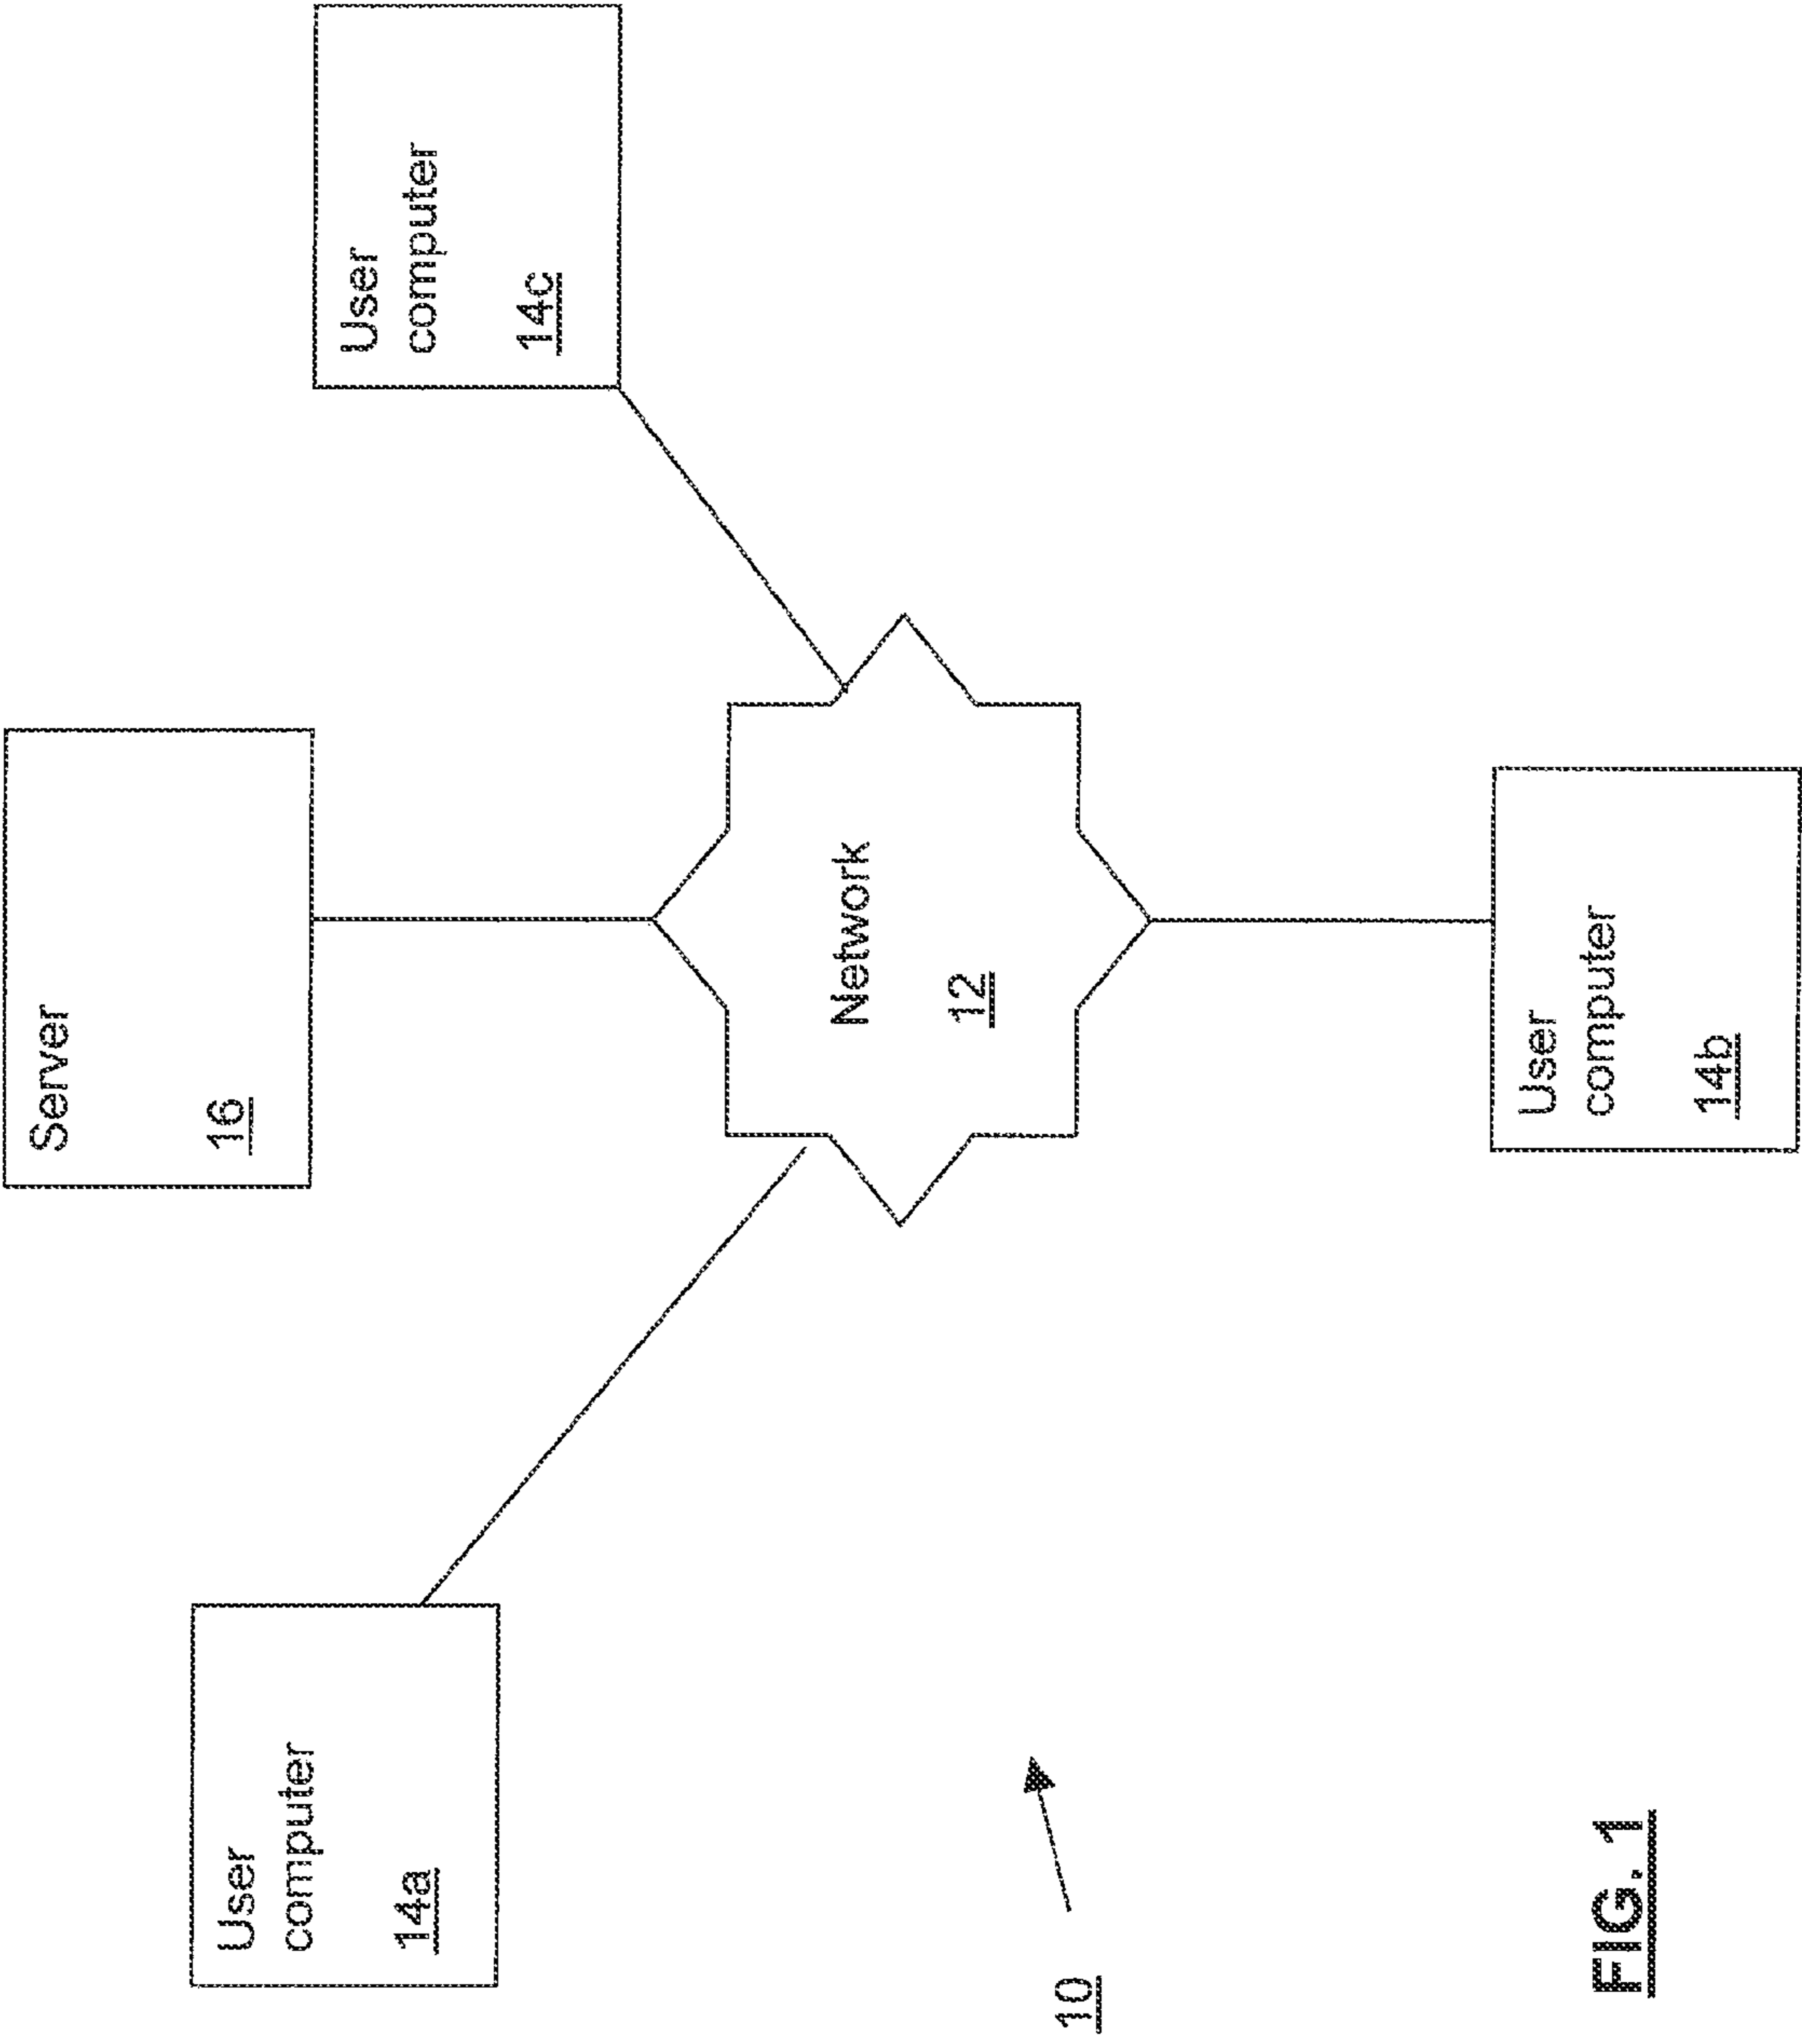 Server
16
User
computer
14a
User
computer
14c
Network
12
User
computer
14b
10
FIG. 1